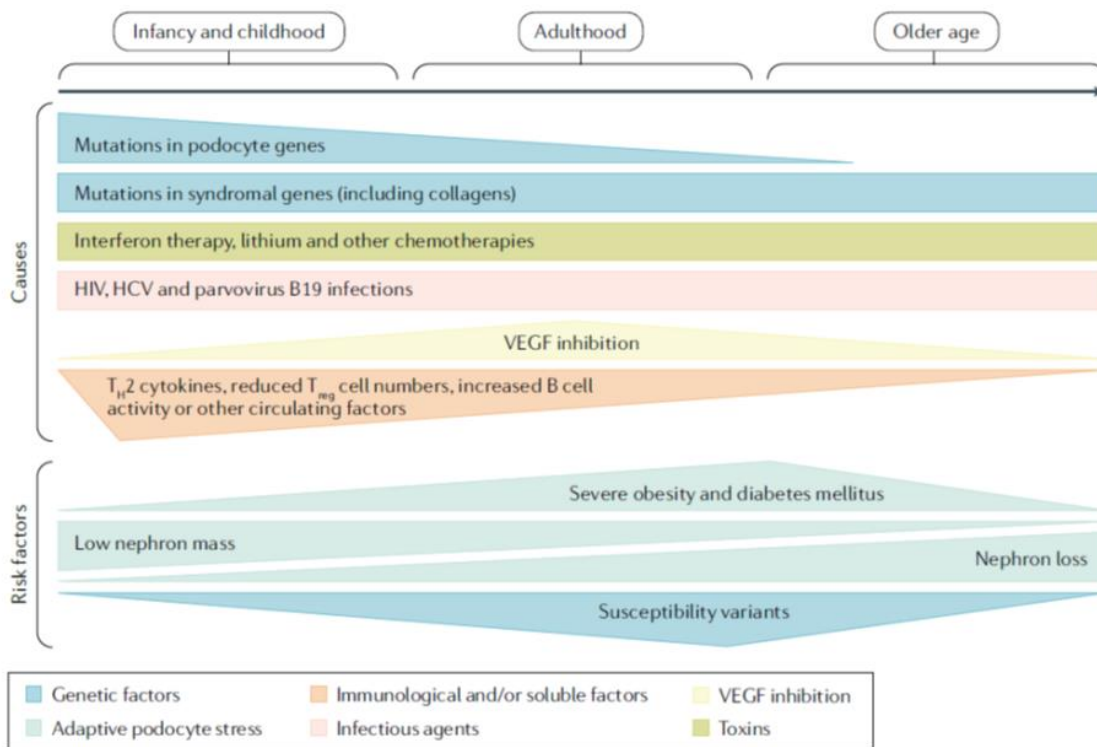 Infancy and childhood
Adulthood
Older age
Causes
Mutations in podocyte genes
Mutations in syndromal genes (including collagens)
Interferon therapy, lithium and other chemotherapies
HIV, HCV and parvovirus B19 infections
VEGF inhibition
TH2 cytokines, reduced Treg cell numbers, increased B cell
activity or other circulating factors
Risk factors
Severe obesity and diabetes mellitus
Low nephron mass
Nephron loss
Susceptibility variants
Genetic factors
Immunological and/or soluble factors
VEGF inhibition
Adaptive podocyte stress
Infectious agents
Toxins